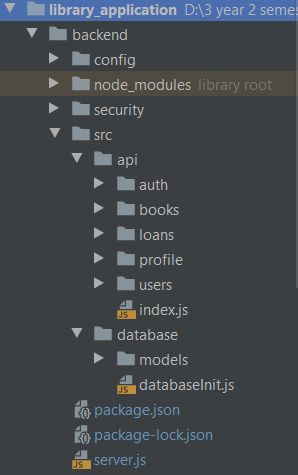 library_application D:\3 year 2 semes
backend
config
node_modules library root
security
src
api
auth
books
loans
profile
users
index.js
database
models
databaseInit.js
package.json
package-lock.json
server.js